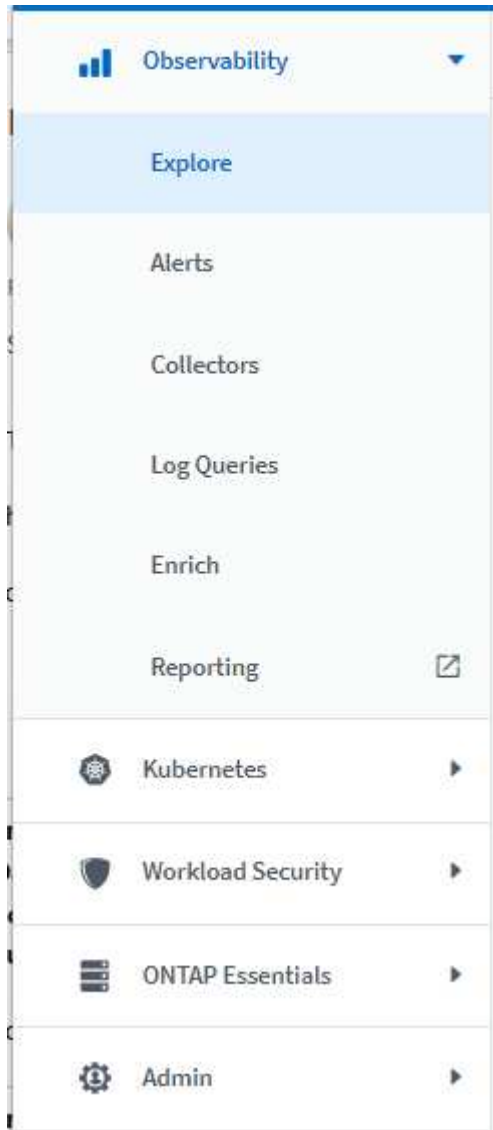 Observability
Explore
Alerts
Collectors
Log Queries
Enrich
Reporting
Kubernetes
Workload Security
ONTAP Essentials
Admin